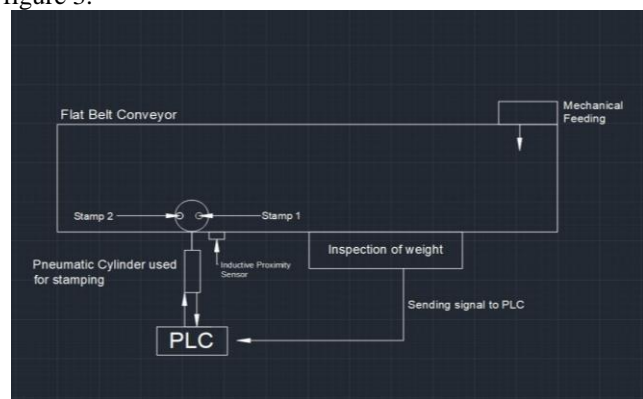 figure 3.
Flat Belt Conveyor
Mechanical
Feeding
Stamp 2
Stamp 1
Inspection of weight
Pneumatic Cylinder used
for stamping
Inductive Proximity
Sensor
Sending signal to PLC
PLC